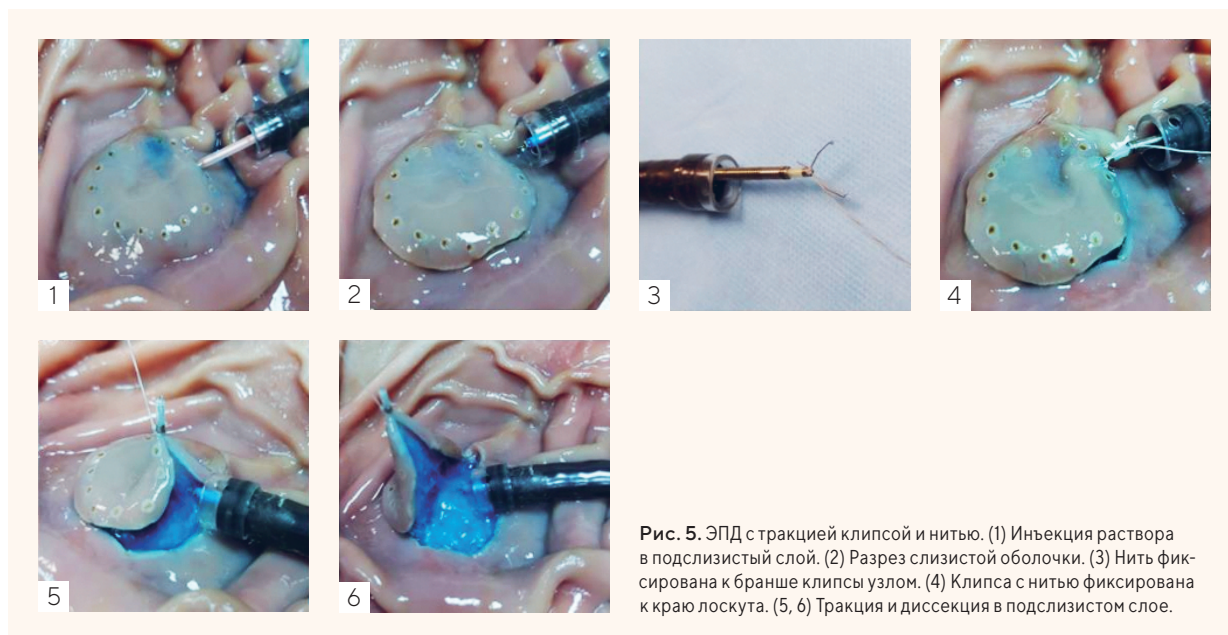 1
2
3
4
5
6
Рис. 5. ЭПД с тракцией клипсой и нитью. (1) Инъекция раствора
в подслизистый слой. (2) Разрез слизистой оболочки. (3) Нить фик-
сирована к бранше клипсы узлом. (4) Клипса с нитью фиксирована
к краю лоскута. (5, 6) Тракция и диссекция в подслизистом слое.